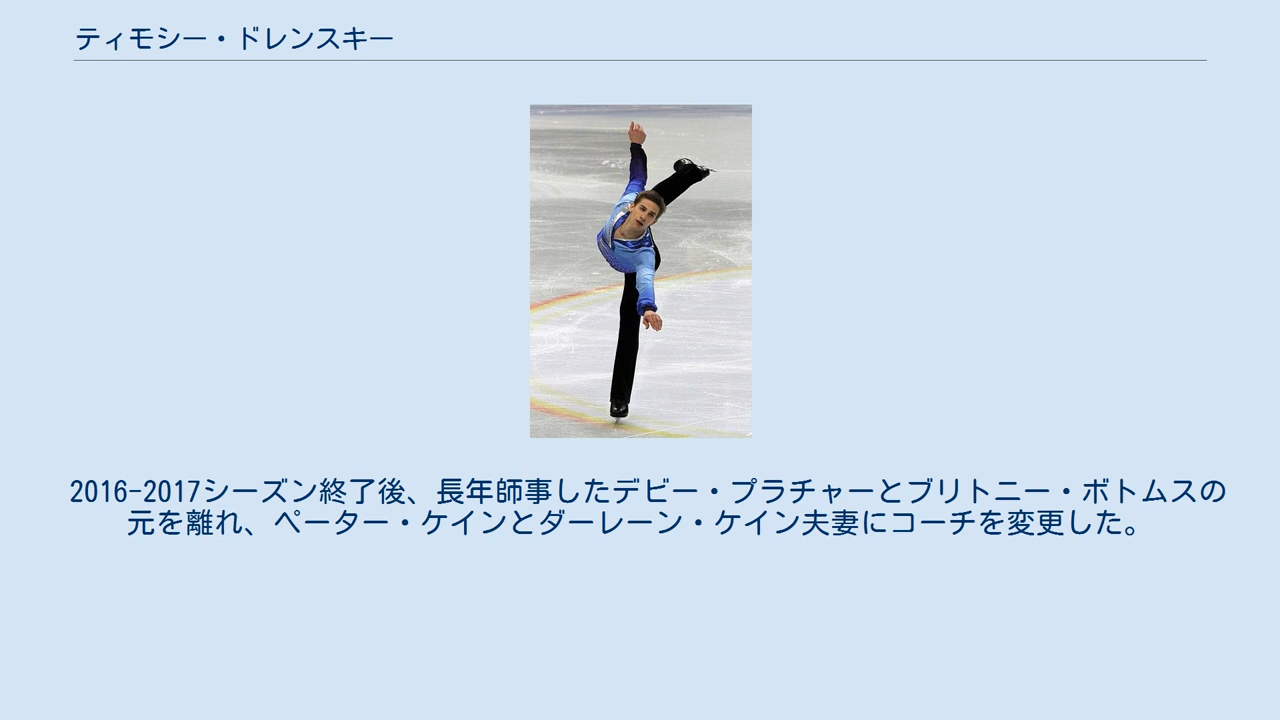 ティモシー・ドレンスキー
2016-2017シーズン終了後、長年師事したデビー・プラチャーとブリトニー・ボトムスの
元を離れ、ペーター・ケインとダーレーン・ケイン夫妻にコーチを変更した。